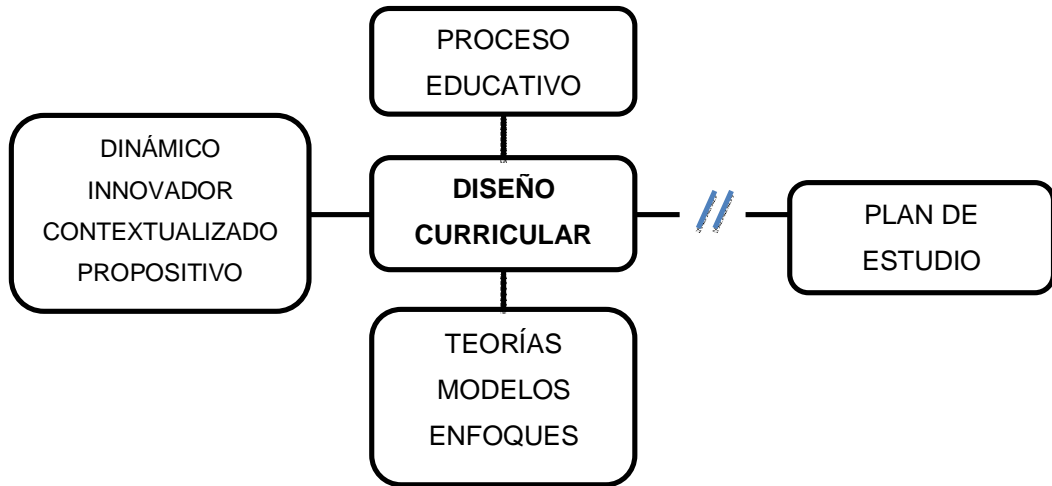 PROCESO
EDUCATIVO
DINÁMICO
INNOVADOR
CONTEXTUALIZADO
PROPOSITIVO
DISEÑO
CURRICULAR
PLAN DE
ESTUDIO
TEORÍAS
MODELOS
ENFOQUES